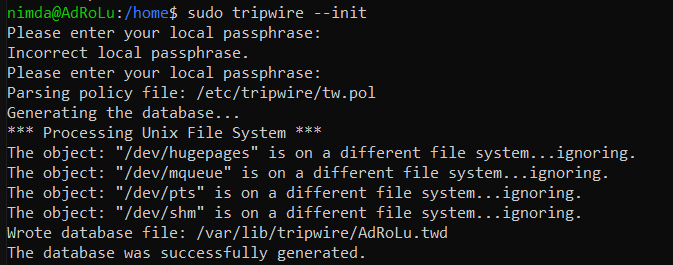 nimda@AdRoLu:/home$ sudo tripwire --init
Please enter your local passphrase:
Incorrect local passphrase.
Please enter your local passphrase:
Parsing policy file: /etc/tripwire/tw.pol
Generating the database...
*** Processing Unix File System ***
The object: "/dev/hugepages" is on a different file system...ignoring.
The object: "/dev/mqueue" is on a different file system...ignoring.
The object: "/dev/pts" is on a different file system...ignoring.
The object: "/dev/shm" is on a different file system...ignoring.
Wrote database file: /var/lib/tripwire/AdRoLu.twd
The database was successfully generated.